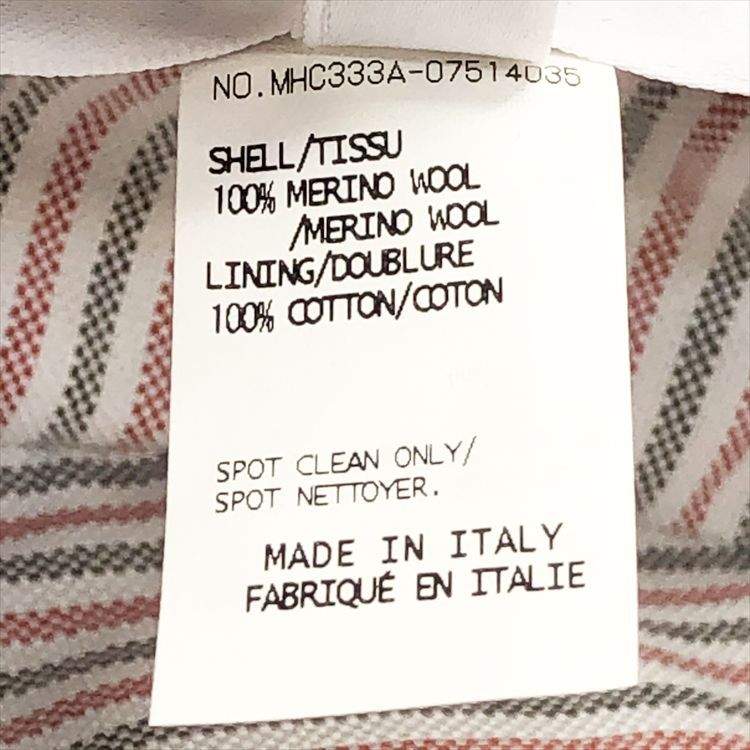 NO.MHC333A-07514035
SHELL/TISSU
100% MERINO WOOL
/MERINO WOOL
LINING/DOUBLURE
100% COTTON/COTON
SPOT CLEAN ONLY/
SPOT NETTOYER.
MADE IN ITALY
FABRIQUÉ EN ITALIE